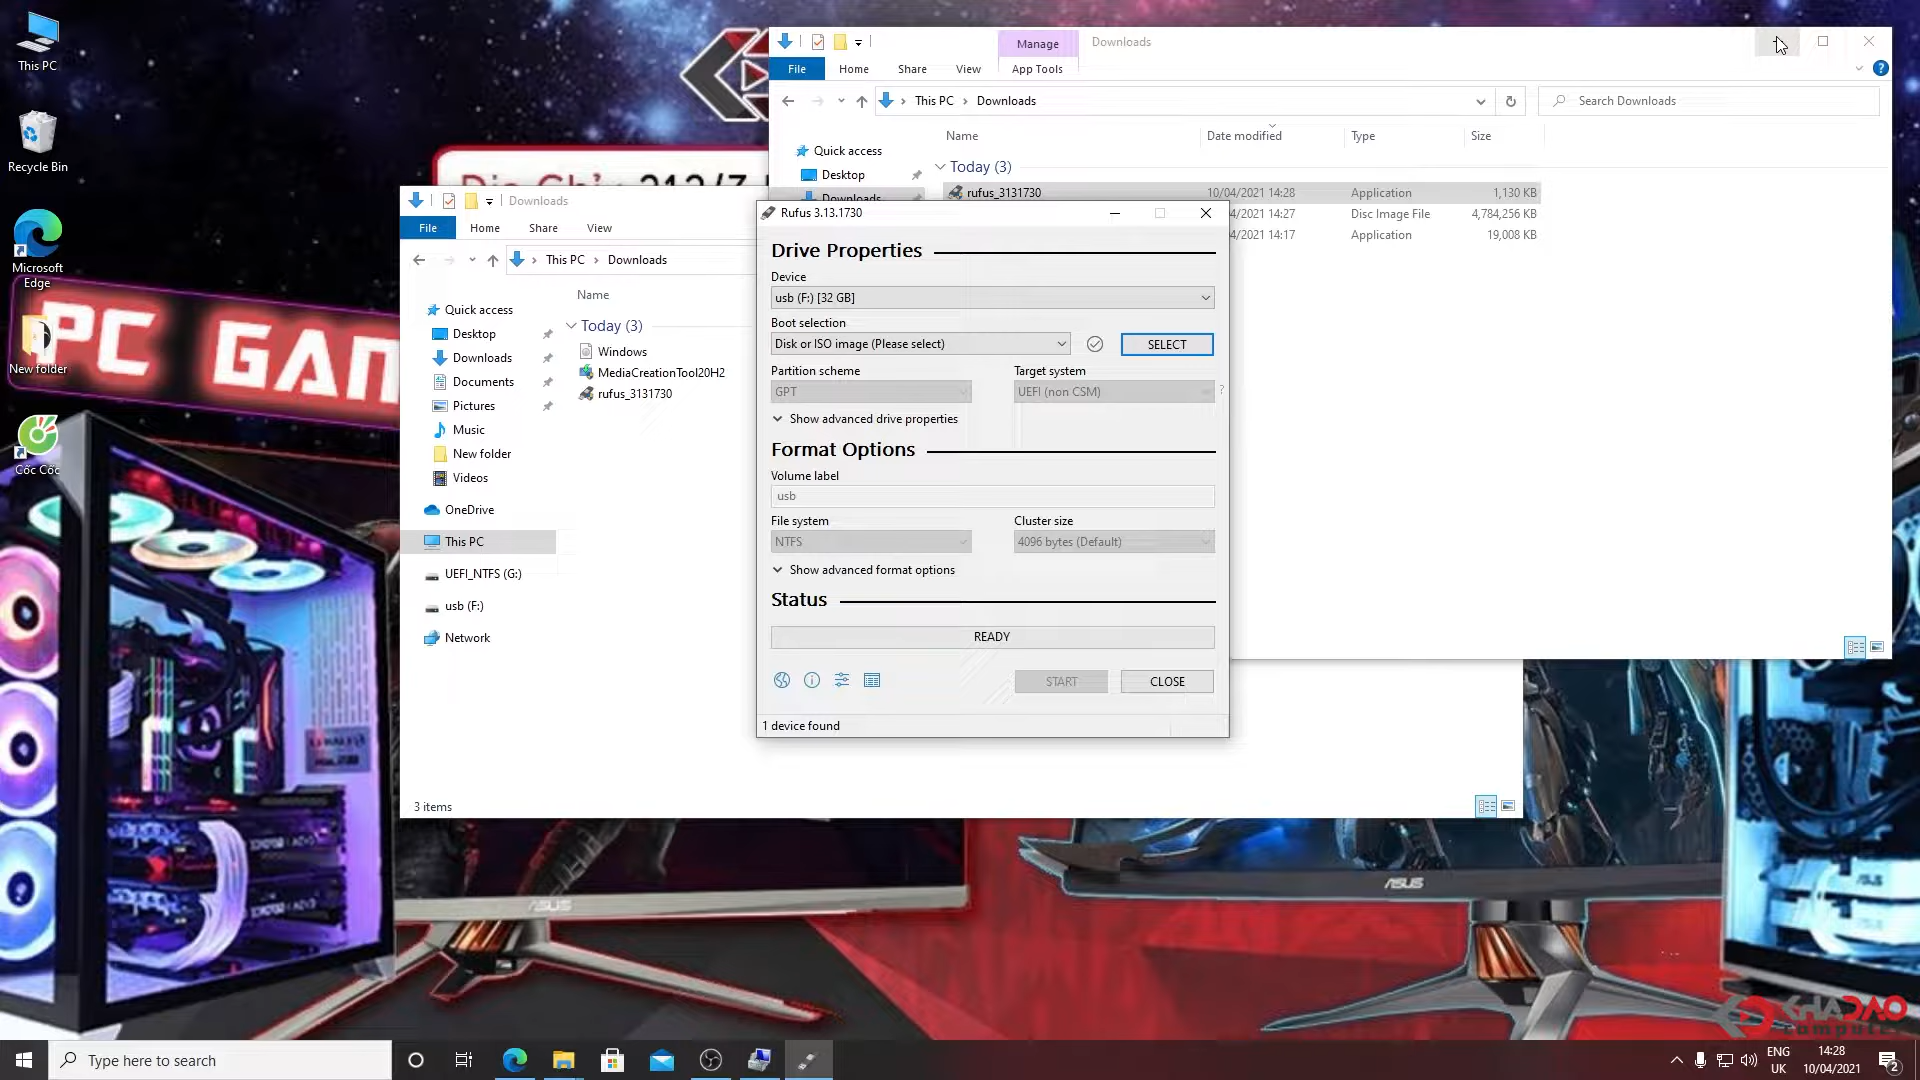 This PC
Recycle Bin
Microsoft
Edge
New folder
Cốc Cốc
PC GAM
Manage
Downloads
File
Home
Share
View
App Tools
This PC
Downloads
Search Downloads
Name
Date modified
Type
Size
Quick access
Desktop
Downloads
Today (3)
rufus_3131730
10/04/2021 14:28
Application
1,130 KB
4/2021 14:27
Disc Image File
4,784,256 KB
4/2021 14:17
Application
19,008 KB
Downloads
File
Home
Share
View
This PC
Downloads
Name
Quick access
Desktop
Downloads
Documents
Pictures
Music
New folder
Videos
OneDrive
This PC
UEFI_NTFS (G:)
usb (F:)
Network
Today (3)
Windows
MediaCreationTool20H2
rufus_3131730
3 items
Rufus 3.13.1730
Drive Properties
Device
usb (F:) [32 GB]
Boot selection
Disk or ISO image (Please select)
SELECT
Partition scheme
Target system
GPT
UEFI (non CSM)
?
Show advanced drive properties
Format Options
Volume label
usb
File system
Cluster size
NTFS
4096 bytes (Default)
Show advanced format options
Status
READY
START
CLOSE
1 device found
ASUS
ASUS
KHADAO
computer
Type here to search
ENG
UK
14:28
10/04/2021
2